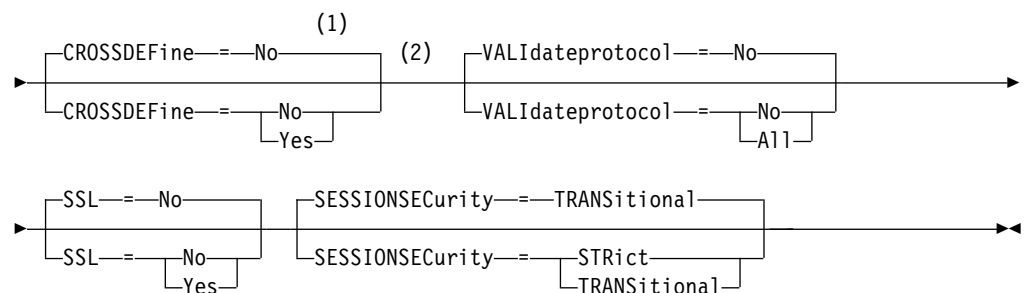 (1)
CROSSDEFine = No (2) VALIdateprotocol = No
CROSSDEFine = No VALIdateprotocol = No
Yes All
SSL = No SESSIONSECurity = TRANSitional
SSL = No SESSIONSECurity = STRict
Yes TRANSitional